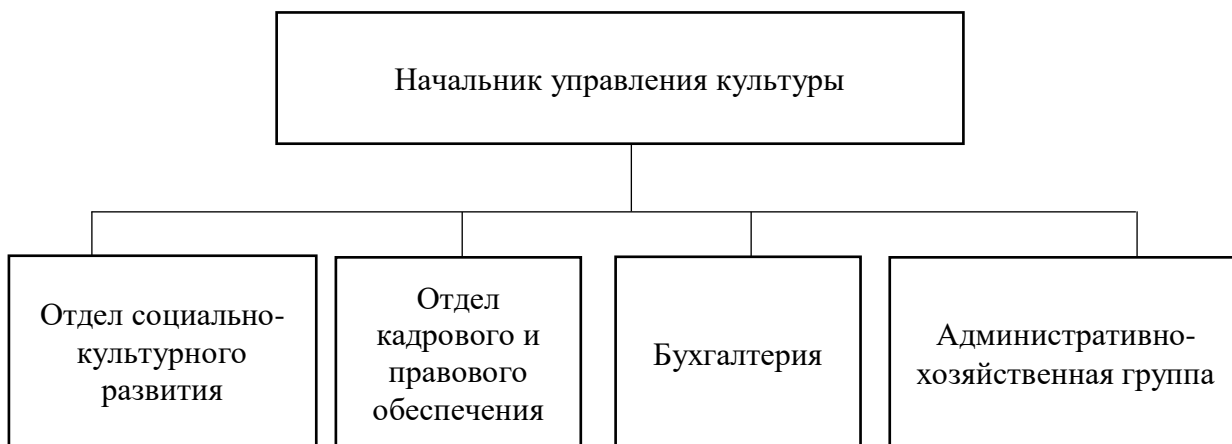 Начальник управления культуры
Отдел социально-
культурного
развития
Отдел
кадрового и
правового
обеспечения
Бухгалтерия
Административно-
хозяйственная группа